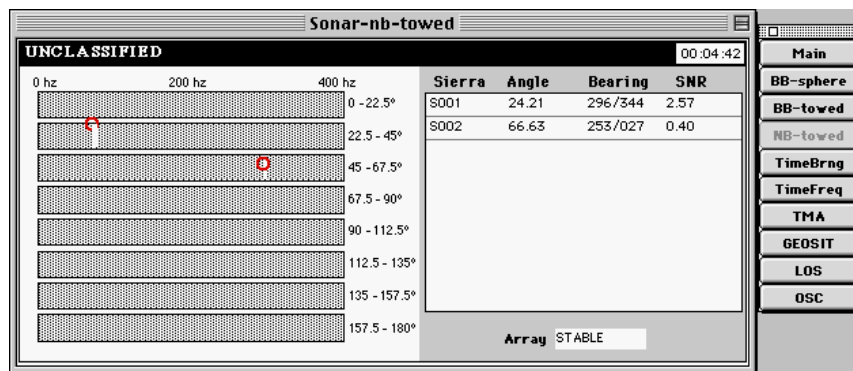 Sonar-nb-towed
UNCLASSIFIED 00:04:42
0 hz 200 hz 400 hz
0 -22.5°
22.5 - 45°
45 -67.5°
67.5 - 90°
90 -112.5°
112.5 - 135°
135 -157.5°
157.5 - 180°
Sierra Angle Bearing SNR
S001 24.21 296/344 2.57
S002 66.63 253/027 0.40
Array STABLE
Main
BB-sphere
BB-towed
NB-towed
TimeBrng
TimeFreq
TMA
GEOSIT
LOS
OSC